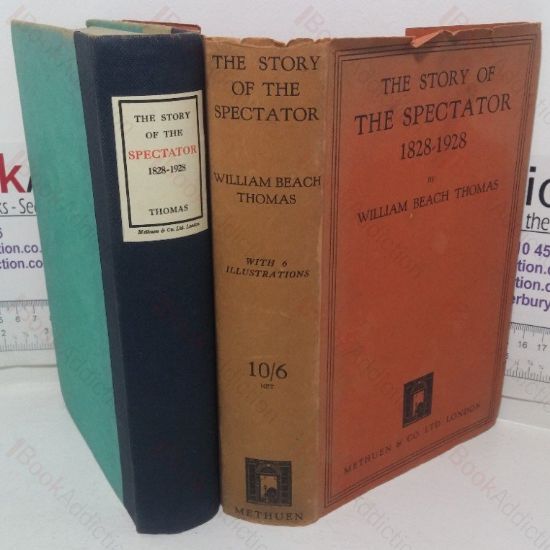 THE STORY
OF THE
SPECTATOR
1828-1928
THOMAS
Methuen & Co. Ltd. London
THE STORY
OF THE
SPECTATOR
WILLIAM BEACH
THOMAS
WITH 6
ILLUSTRATIONS
10/6
NET
METHUEN
THE STORY OF
THE SPECTATOR
1828-1928
BY
WILLIAM BEACH THOMAS
METHUEN & CO. LTD. LONDON
BookAddiction